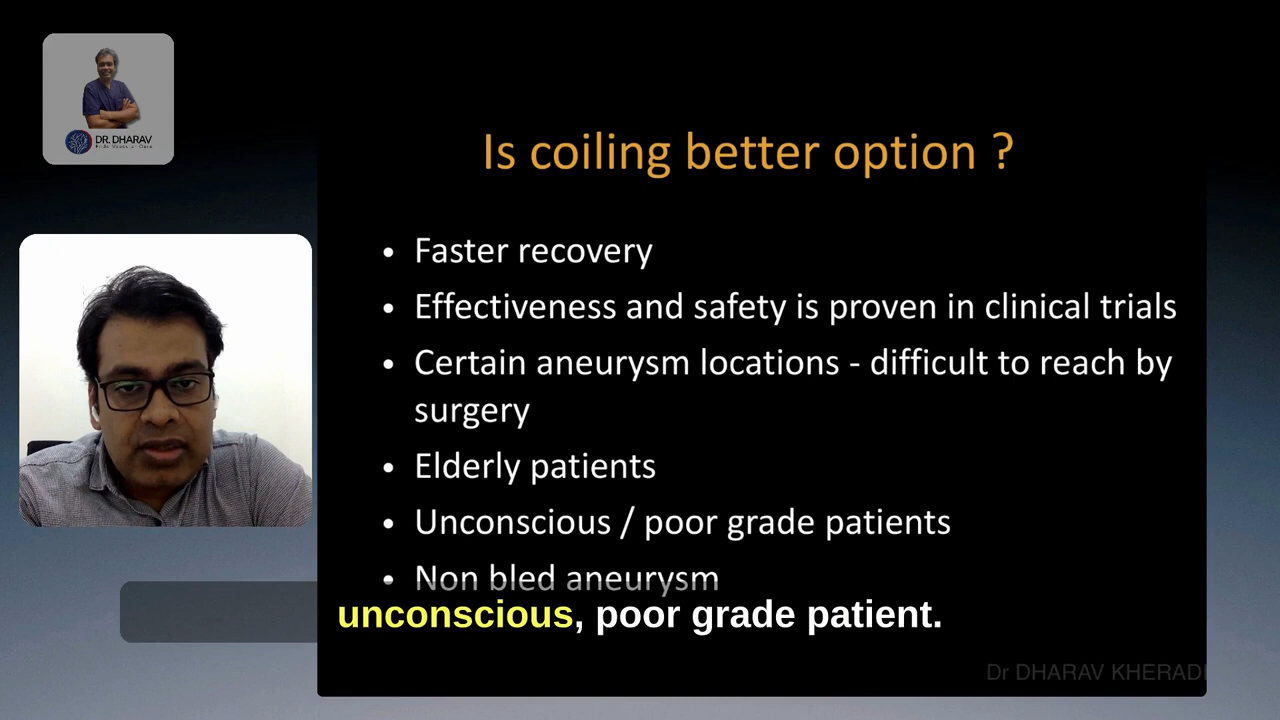 DR. DHARAV
Is coiling better option ?
• Faster recovery
• Effectiveness and safety is proven in clinical trials
• Certain aneurysm locations - difficult to reach by
surgery
• Elderly patients
• Unconscious / poor grade patients
• Non bled aneurysm
unconscious, poor grade patient.
Dr DHARAV KHERADI